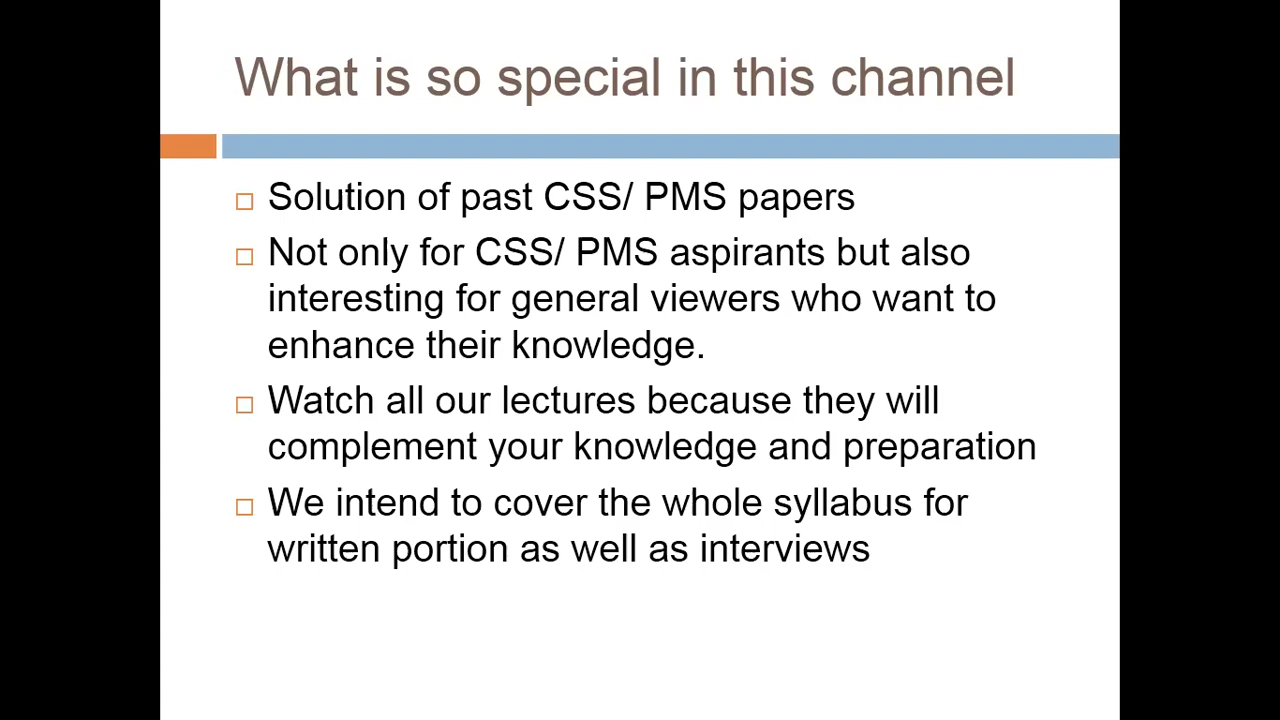 What is so special in this channel
Solution of past CSS/ PMS papers
Not only for CSS/ PMS aspirants but also
interesting for general viewers who want to
enhance their knowledge.
Watch all our lectures because they will
complement your knowledge and preparation
We intend to cover the whole syllabus for
written portion as well as interviews